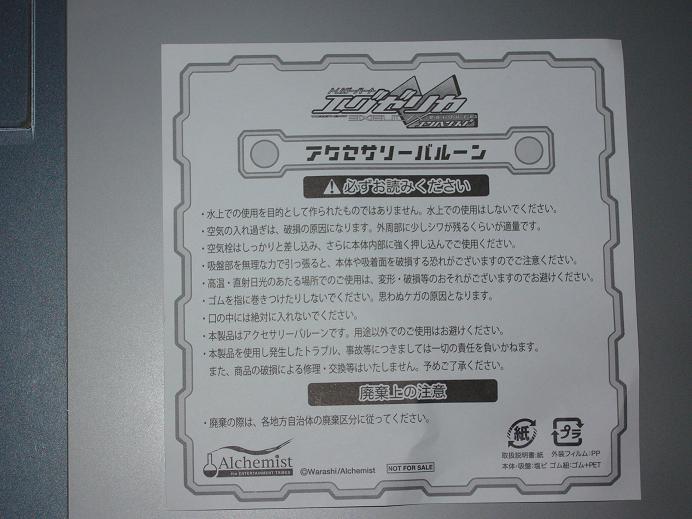 トリガーハート
エグゼリカ
EXELICA
エンハンスド
アクセサリーバルーン
必ずお読みください
・水上での使用を目的として作られたものではありません。水上での使用はしないでください。
・空気の入れ過ぎは、破損の原因になります。外周部に少しシワが残るくらいが適量です。
・空気栓はしっかりと差し込み、さらに本体内部に強く押し込んでご使用ください。
・吸盤部を無理な力で引っ張ると、本体や吸着面を破損する恐れがございますのでご注意ください。
・高温・直射日光のあたる場所でのご使用は、変形・破損等のおそれがございますのでお避けください。
・ゴムを指に巻きつけたりしないでください。思わぬケガの原因となります。
・口の中には絶対に入れないでください。
・本製品はアクセサリーバルーンです。用途以外でのご使用はお避けください。
・本製品を使用し発生したトラブル、事故等につきましては一切の責任を負いかねます。
また、商品の破損による修理・交換等はいたしません。予めご了承ください。
廃棄上の注意
・廃棄の際は、各地方自治体の廃棄区分に従ってください。
紙 プラ
取扱説明書:紙 外装フィルム:PP
本体・吸盤:塩ビ ゴム紐:ゴム+PET
Alchemist
the ENTERTAINMENT THINGS
©Warashi/Alchemist
NOT FOR SALE